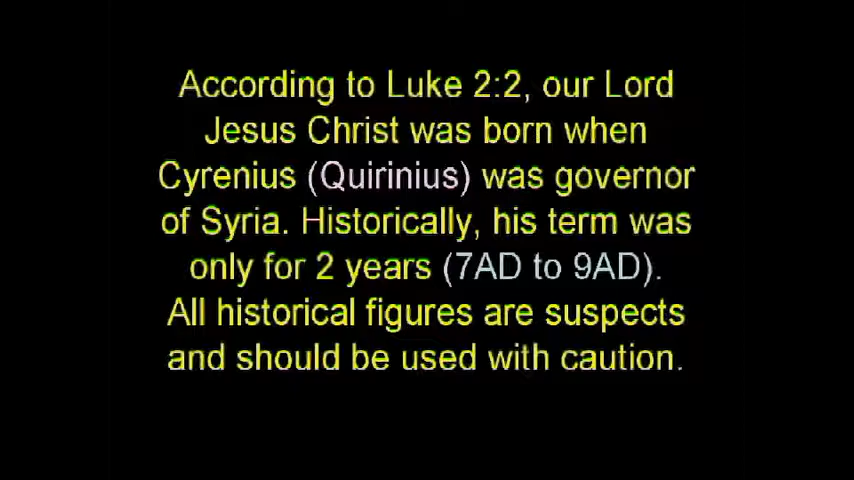 According to Luke 2:2, our Lord
Jesus Christ was born when
Cyrenius (Quirinius) was governor
of Syria. Historically, his term was
only for 2 years (7AD to 9AD).
All historical figures are suspects
and should be used with caution.